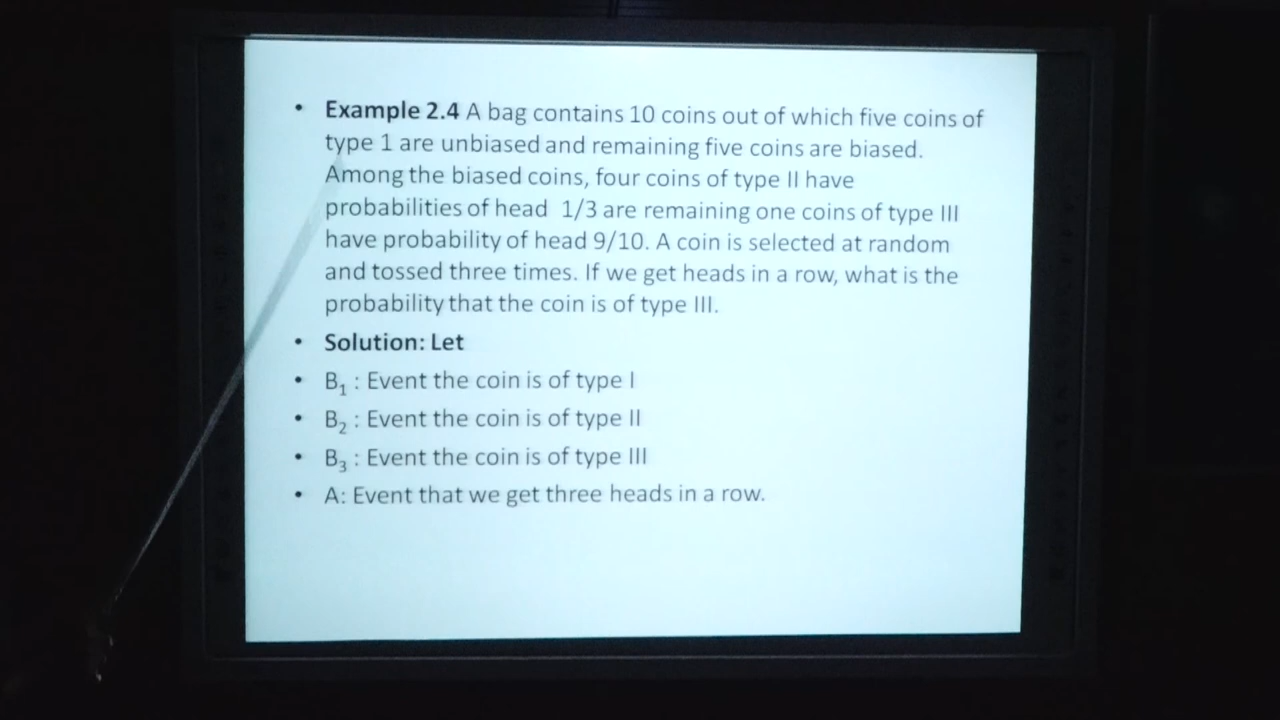 • Example 2.4 A bag contains 10 coins out of which five coins of
type 1 are unbiased and remaining five coins are biased.
Among the biased coins, four coins of type II have
probabilities of head 1/3 are remaining one coins of type III
have probability of head 9/10. A coin is selected at random
and tossed three times. If we get heads in a row, what is the
probability that the coin is of type III.
• Solution: Let
• B₁ : Event the coin is of type I
• B₂ : Event the coin is of type II
• B₃ : Event the coin is of type III
• A: Event that we get three heads in a row.